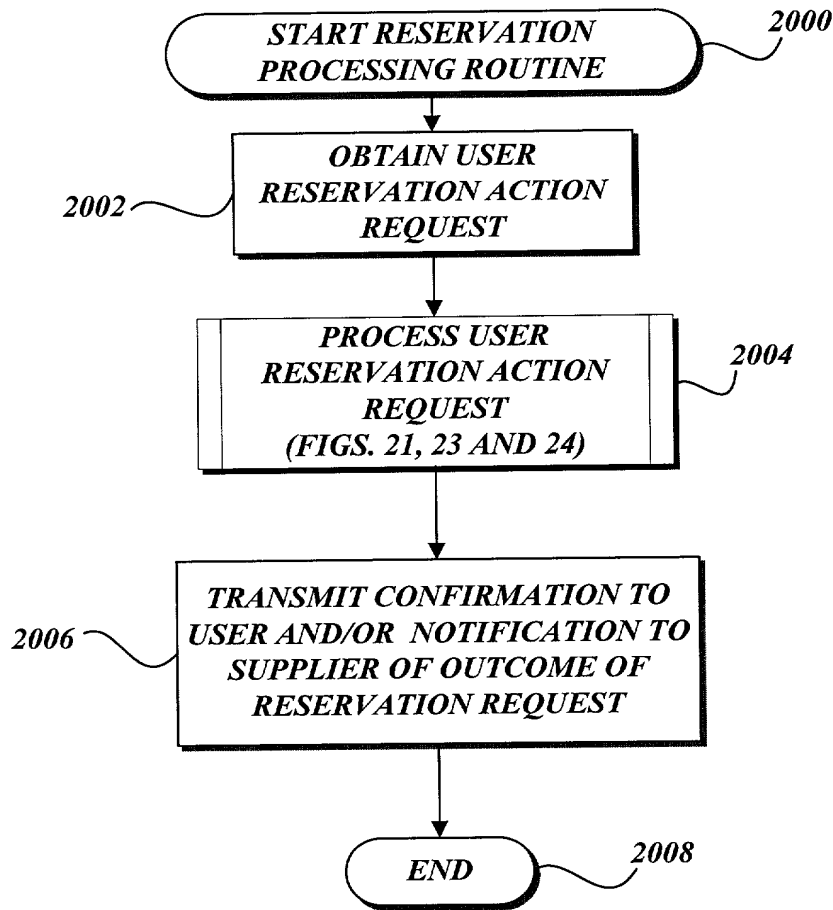 START RESERVATION
PROCESSING ROUTINE
2000
OBTAIN USER
RESERVATION ACTION
REQUEST
2002
PROCESS USER
RESERVATION ACTION
REQUEST
(FIGS. 21, 23 AND 24)
2004
TRANSMIT CONFIRMATION TO
USER AND/OR NOTIFICATION TO
SUPPLIER OF OUTCOME OF
RESERVATION REQUEST
2006
END
2008